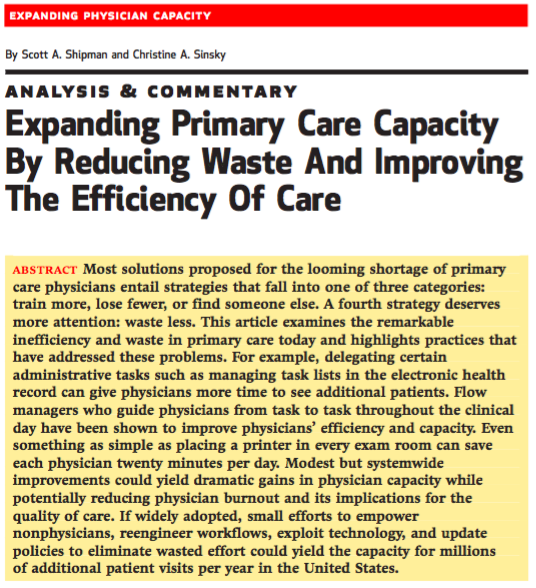 EXPANDING PHYSICIAN CAPACITY
By Scott A. Shipman and Christine A. Sinsky
ANALYSIS & COMMENTARY
Expanding Primary Care Capacity
By Reducing Waste And Improving
The Efficiency Of Care
ABSTRACT Most solutions proposed for the looming shortage of primary
care physicians entail strategies that fall into one of three categories:
train more, lose fewer, or find someone else. A fourth strategy deserves
more attention: waste less. This article examines the remarkable
inefficiency and waste in primary care today and highlights practices that
have addressed these problems. For example, delegating certain
administrative tasks such as managing task lists in the electronic health
record can give physicians more time to see additional patients. Flow
managers who guide physicians from task to task throughout the clinical
day have been shown to improve physicians' efficiency and capacity. Even
something as simple as placing a printer in every exam room can save
each physician twenty minutes per day. Modest but systemwide
improvements could yield dramatic gains in physician capacity while
potentially reducing physician burnout and its implications for the
quality of care. If widely adopted, small efforts to empower
nonphysicians, reengineer workflows, exploit technology, and update
policies to eliminate wasted effort could yield the capacity for millions
of additional patient visits per year in the United States.